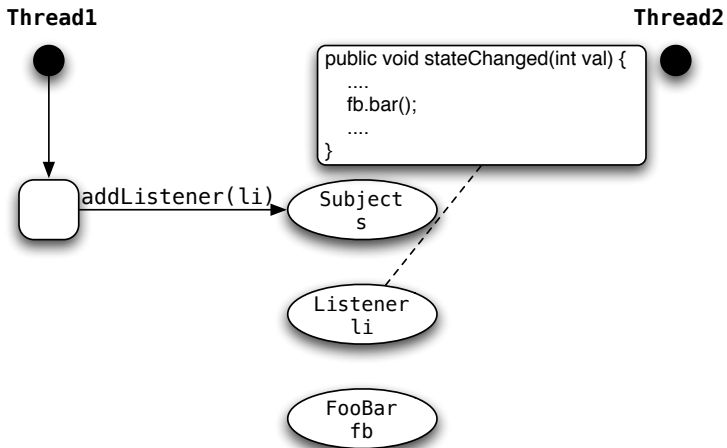 Thread1
Thread2
public void stateChanged(int val) {
....
fb.bar();
....
}
addListener(li)
Subject
s
Listener
li
FooBar
fb